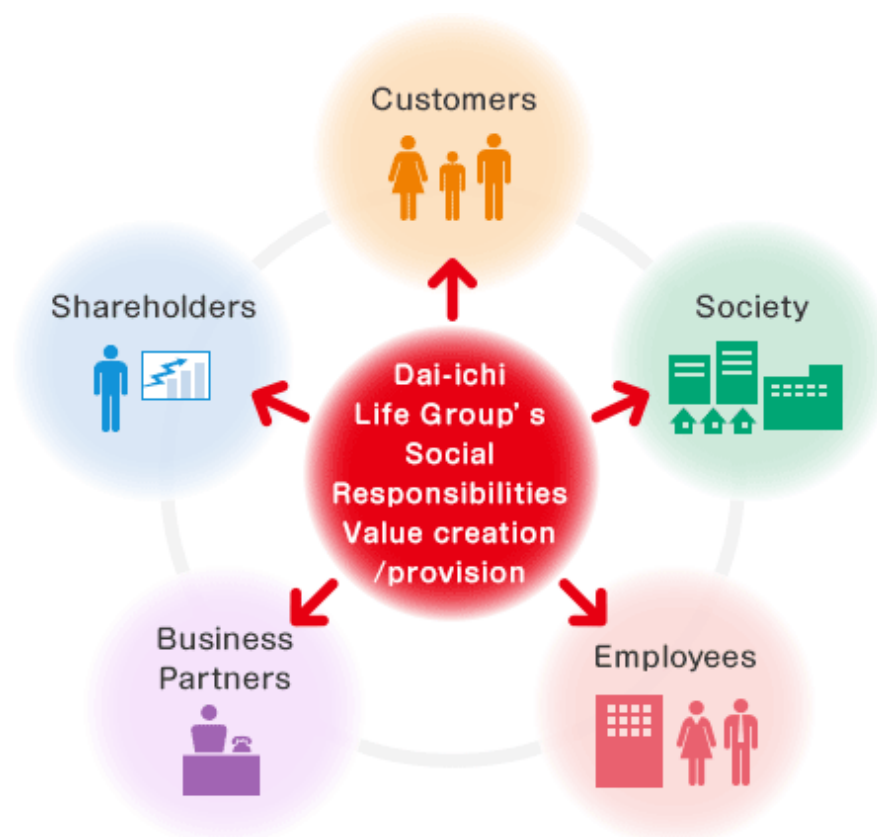 Customers
Shareholders
Society
Dai-ichi
Life Group’s
Social
Responsibilities
Value creation
/provision
Business
Partners
Employees